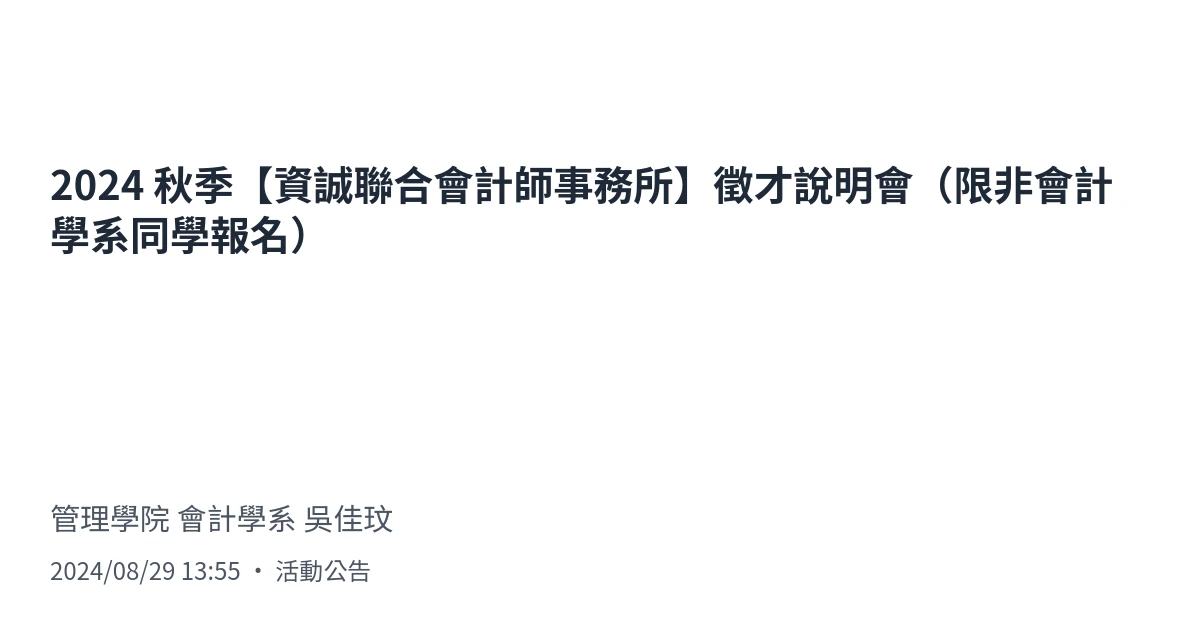 2024 秋季【資誠聯合會計師事務所】徵才說明會（限非會計
學系同學報名）
管理學院 會計學系 吳佳玟
2024/08/29 13:55 • 活動公告